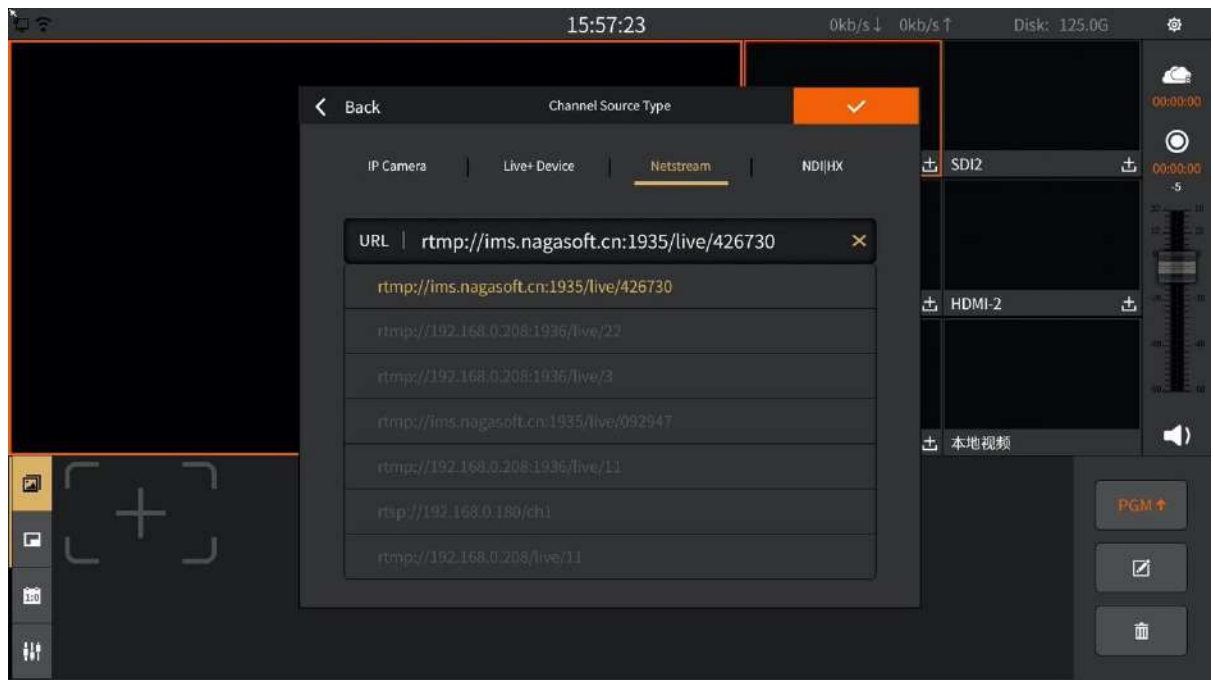 15:57:23 0kb/s↓ 0kb/s↑ Disk: 125.0G
Back Channel Source Type
00:00:00
IP Camera Live+ Device Netstream NDI|HX
SDI2
00:00:00
-5
URL rtmp://ims.nagasoft.cn:1935/live/426730
rtmp://ims.nagasoft.cn:1935/live/426730
HDMI-2
rtmp://192.168.0.208:1936/live/22
rtmp://192.168.0.208:1936/live/3
rtmp://ims.nagasoft.cn:1935/live/092947
本地视频
rtmp://192.168.0.208:1936/live/11
rtsp://192.168.0.180/ch1
PGM
rtmp://192.168.0.208/live/11
1:0